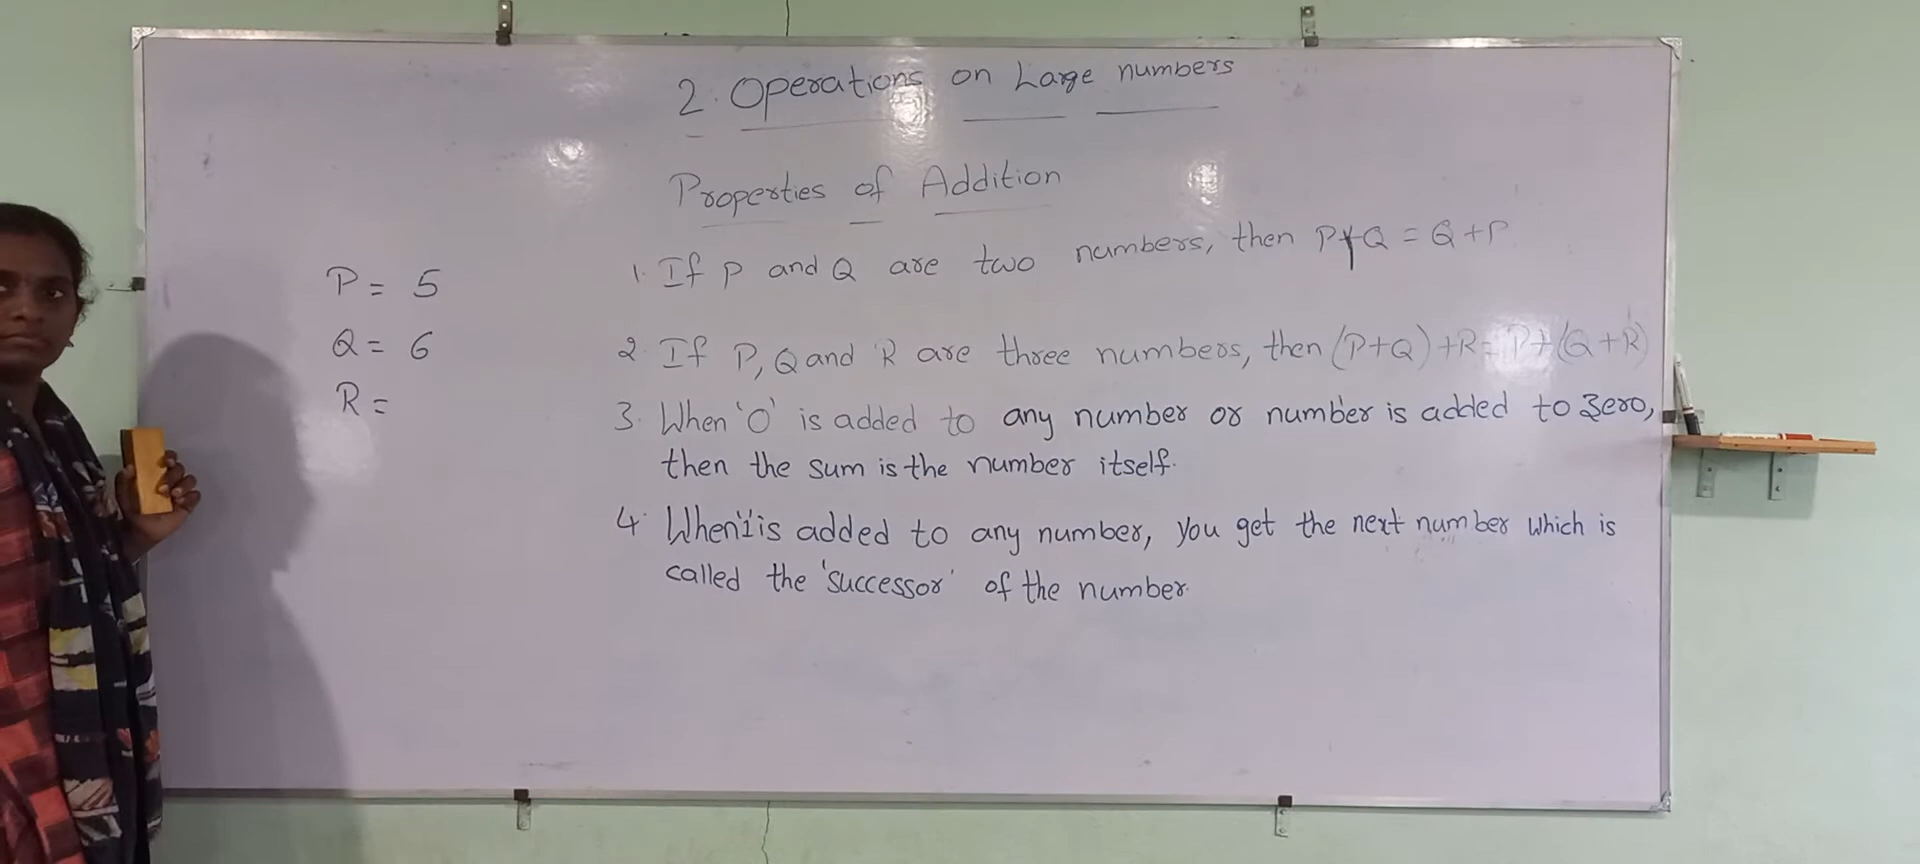 2. Operations on Large numbers
Properties of Addition
P = 5
Q = 6
R =
1. If P and Q are two numbers, then P+Q = Q+P
2. If P, Q and R are three numbers, then (P+Q)+R = P+(Q+R)
3. When '0' is added to any number or number is added to Zero,
then the sum is the number itself.
4. When '1' is added to any number, you get the next number which is
called the 'successor' of the number.